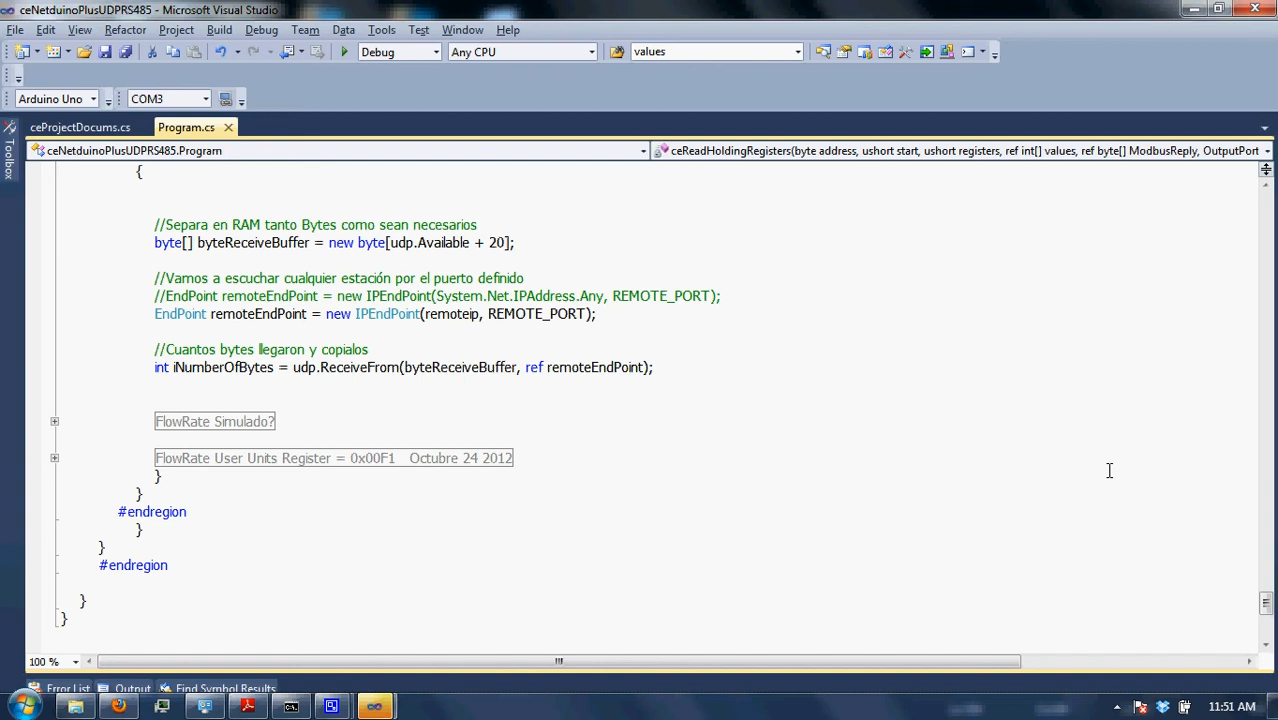 ceNetduinoPlusUDPRS485 - Microsoft Visual Studio
File Edit View Refactor Project Build Debug Team Data Tools Test Window Help
Debug Any CPU values
Arduino Uno COM3
ceProjectDocums.cs Program.cs
Toolbox
ceNetduinoPlusUDPRS485.Program ceReadHoldingRegisters(byte address, ushort start, ushort registers, ref int[] values, ref byte[] ModbusReply, OutputPort
{
//Separa en RAM tanto Bytes como sean necesarios
byte[] byteReceiveBuffer = new byte[udp.Available + 20];
//Vamos a escuchar cualquier estación por el puerto definido
//EndPoint remoteEndPoint = new IPEndPoint(System.Net.IPAddress.Any, REMOTE_PORT);
EndPoint remoteEndPoint = new IPEndPoint(remoteip, REMOTE_PORT);
//Cuantos bytes llegaron y copialos
int iNumberOfBytes = udp.ReceiveFrom(byteReceiveBuffer, ref remoteEndPoint);
FlowRate Simulado?
FlowRate User Units Register = 0x00F1 Octubre 24 2012
}
}
#endregion
}
}
#endregion
}
}
100 %
Error List Output Find Symbol Results
11:51 AM